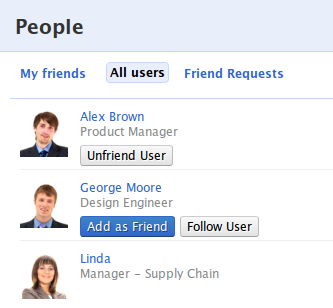 People
My friends All users Friend Requests
Alex Brown
Product Manager
Unfriend User
George Moore
Design Engineer
Add as Friend Follow User
Linda
Manager – Supply Chain